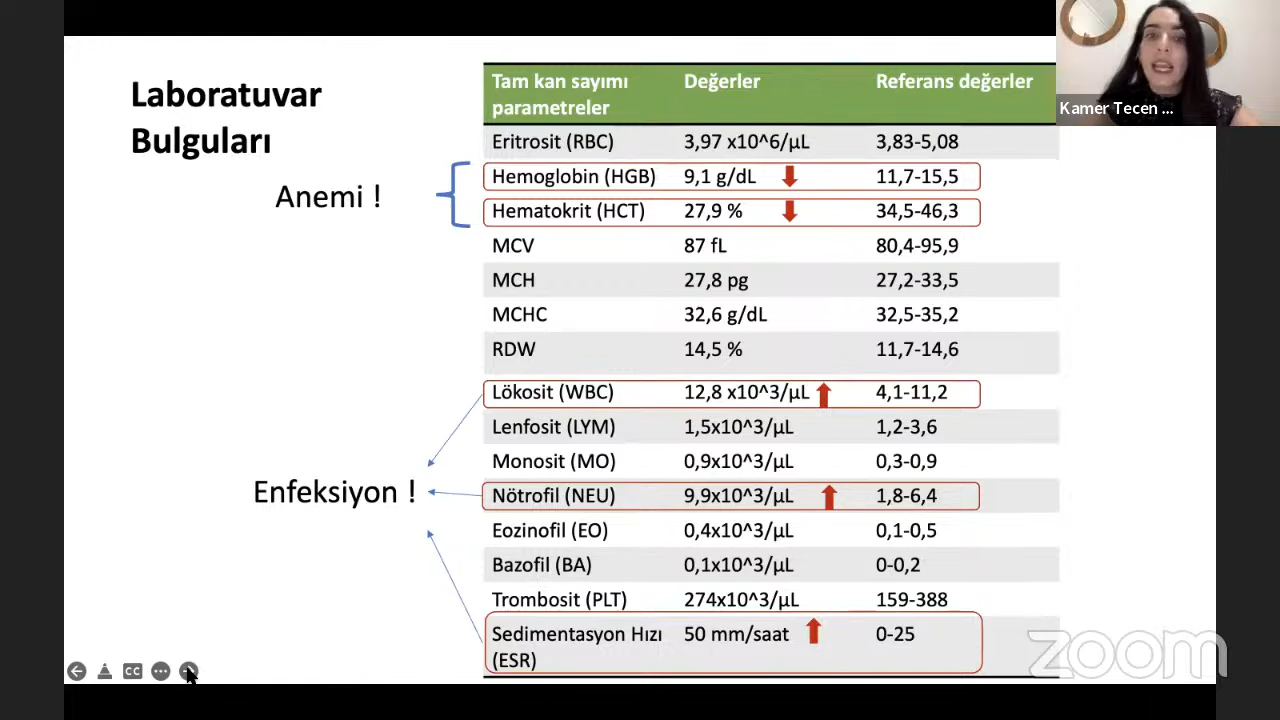 Laboratuvar
Bulguları
Anemi !
Enfeksiyon !
Tam kan sayımı parametreler Değerler Referans değerler
Eritrosit (RBC) 3,97 x10^6/µL 3,83-5,08
Hemoglobin (HGB) 9,1 g/dL 11,7-15,5
Hematokrit (HCT) 27,9 % 34,5-46,3
MCV 87 fL 80,4-95,9
MCH 27,8 pg 27,2-33,5
MCHC 32,6 g/dL 32,5-35,2
RDW 14,5 % 11,7-14,6
Lökosit (WBC) 12,8 x10^3/µL 4,1-11,2
Lenfosit (LYM) 1,5x10^3/µL 1,2-3,6
Monosit (MO) 0,9x10^3/µL 0,3-0,9
Nötrofil (NEU) 9,9x10^3/µL 1,8-6,4
Eozinofil (EO) 0,4x10^3/µL 0,1-0,5
Bazofil (BA) 0,1x10^3/µL 0-0,2
Trombosit (PLT) 274x10^3/µL 159-388
Sedimentasyon Hızı (ESR) 50 mm/saat 0-25
Kamer Tecen ...
CC
zoom